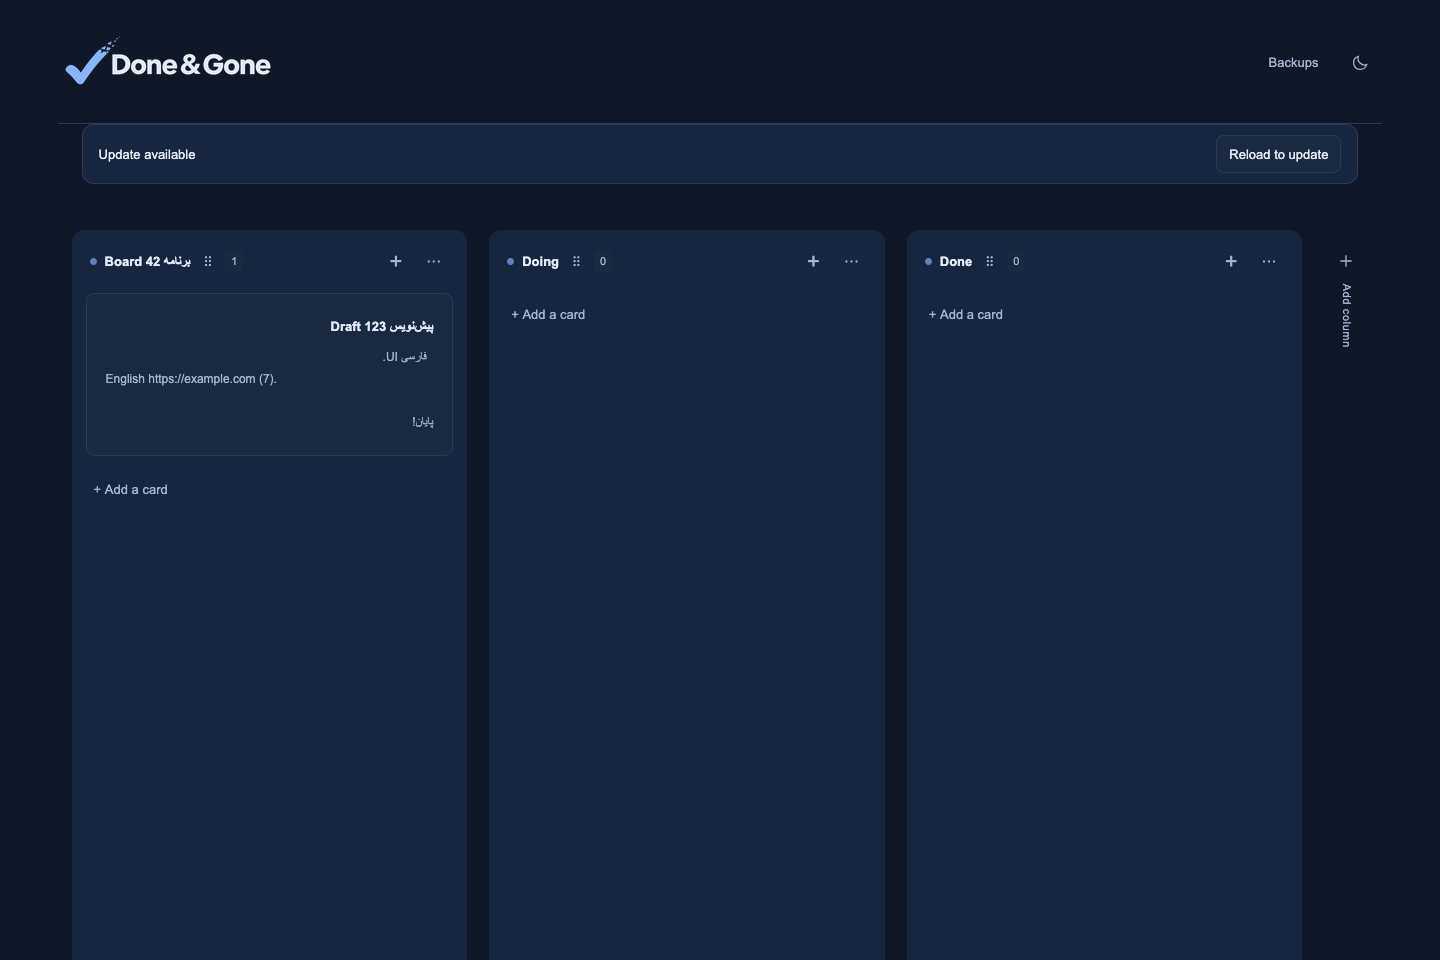 Done & Gone
Backups
Update available
Reload to update
Board 42 برنامه
1
پیش‌نویس Draft 123
فارسی UI.
English https://example.com (7).
پایان!
+ Add a card
Doing
0
+ Add a card
Done
0
+ Add a card
+ Add column